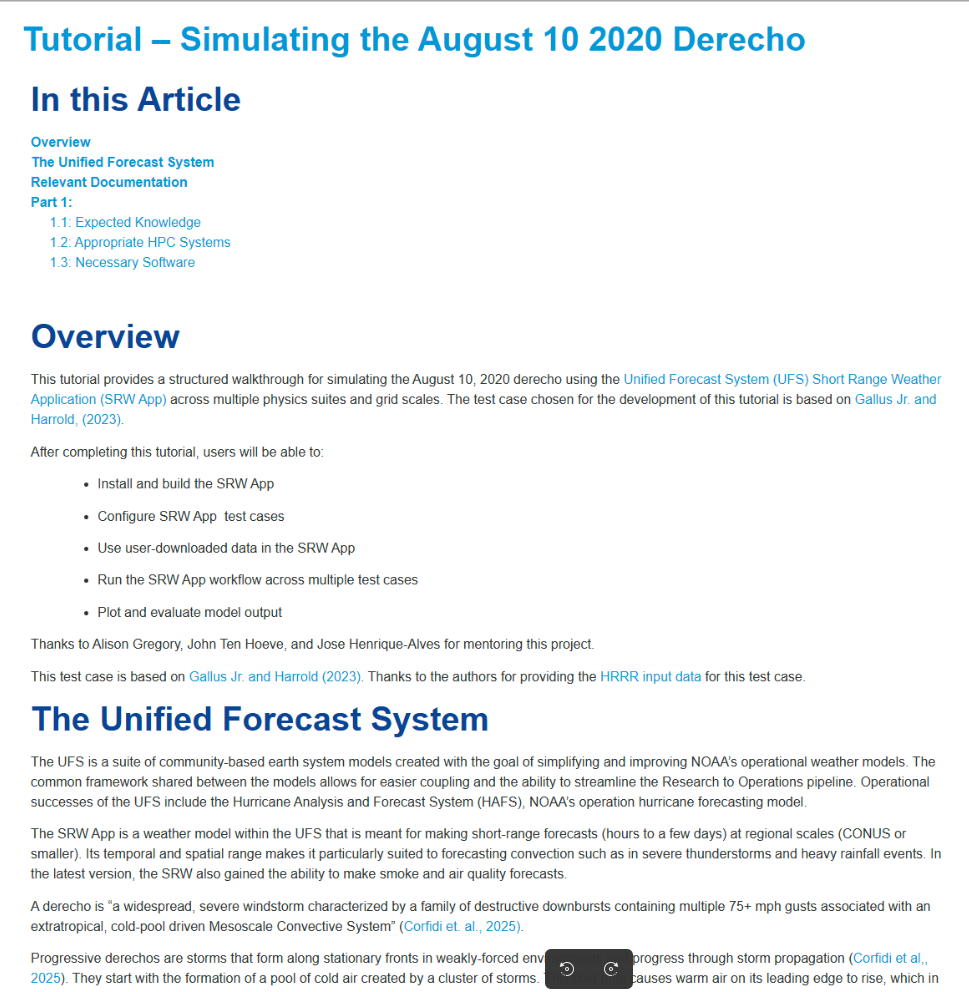 Tutorial – Simulating the August 10 2020 Derecho
In this Article
Overview
The Unified Forecast System
Relevant Documentation
Part 1:
1.1: Expected Knowledge
1.2: Appropriate HPC Systems
1.3: Necessary Software
Overview
This tutorial provides a structured walkthrough for simulating the August 10, 2020 derecho using the Unified Forecast System (UFS) Short Range Weather
Application (SRW App) across multiple physics suites and grid scales. The test case chosen for the development of this tutorial is based on Gallus Jr. and
Harrold, (2023).
After completing this tutorial, users will be able to:
• Install and build the SRW App
• Configure SRW App  test cases
• Use user-downloaded data in the SRW App
• Run the SRW App workflow across multiple test cases
• Plot and evaluate model output
Thanks to Alison Gregory, John Ten Hoeve, and Jose Henrique-Alves for mentoring this project.
This test case is based on Gallus Jr. and Harrold (2023). Thanks to the authors for providing the HRRR input data for this test case.
The Unified Forecast System
The UFS is a suite of community-based earth system models created with the goal of simplifying and improving NOAA's operational weather models. The
common framework shared between the models allows for easier coupling and the ability to streamline the Research to Operations pipeline. Operational
successes of the UFS include the Hurricane Analysis and Forecast System (HAFS), NOAA's operation hurricane forecasting model.
The SRW App is a weather model within the UFS that is meant for making short-range forecasts (hours to a few days) at regional scales (CONUS or
smaller). Its temporal and spatial range makes it particularly suited to forecasting convection such as in severe thunderstorms and heavy rainfall events. In
the latest version, the SRW also gained the ability to make smoke and air quality forecasts.
A derecho is “a widespread, severe windstorm characterized by a family of destructive downbursts containing multiple 75+ mph gusts associated with an
extratropical, cold-pool driven Mesoscale Convective System” (Corfidi et. al., 2025).
Progressive derechos are storms that form along stationary fronts in weakly-forced progress through storm propagation (Corfidi et al,,
2025). They start with the formation of a pool of cold air created by a cluster of storms. causes warm air on its leading edge to rise, which in